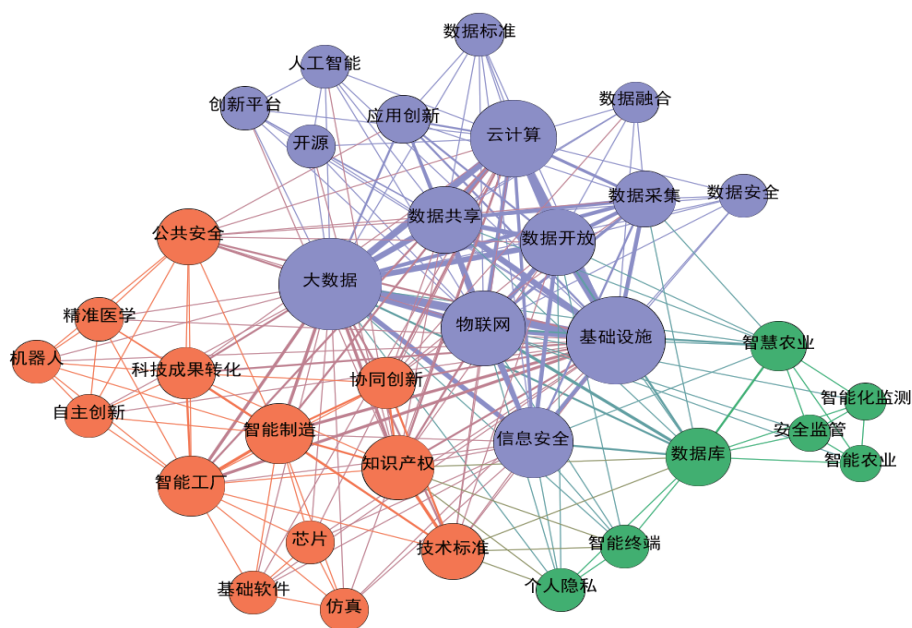 数据标准
人工智能
创新平台
应用创新
数据融合
开源
云计算
数据安全
数据采集
数据共享
公共安全
数据开放
大数据
精准医学
物联网
基础设施
智慧农业
机器人
科技成果转化
协同创新
智能化监测
自主创新
智能制造
信息安全
安全监管
知识产权
数据库
智能农业
智能工厂
芯片
技术标准
智能终端
基础软件
个人隐私
仿真